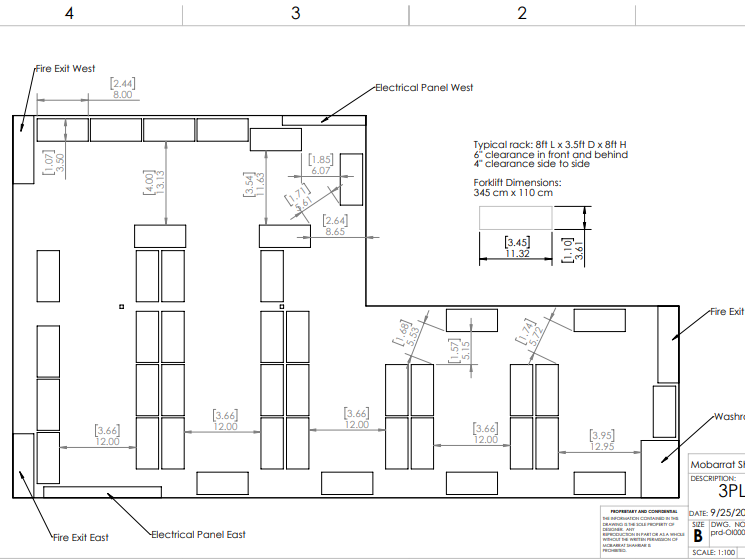 4
3
2
Fire Exit West
[2.44]
8.00
Electrical Panel West
[1.07]
3.50
[4.00]
13.13
[3.54]
11.63
[1.85]
6.07
[1.71]
5.61
[2.64]
8.65
Typical rack: 8ft L x 3.5ft D x 8ft H
6" clearance in front and behind
4" clearance side to side
Forklift Dimensions:
345 cm x 110 cm
[3.45]
11.32
[1.10]
3.61
[1.68]
5.53
[1.57]
5.15
[1.74]
5.72
Fire Exit
[3.66]
12.00
[3.66]
12.00
[3.66]
12.00
[3.66]
12.00
[3.95]
12.95
Washro
Fire Exit East
Electrical Panel East
PROPRIETARY AND CONFIDENTIAL
THE INFORMATION CONTAINED IN THIS
DRAWING IS THE SOLE PROPERTY OF
DESIGNER. ANY
REPRODUCTION IN PART OR AS A WHOLE
WITHOUT THE WRITTEN PERMISSION OF
MOBARRAT SHAHRIAR IS
PROHIBITED.
Mobarrat Sh
DESCRIPTION:
3PL
DATE: 9/25/20
SIZE
B
DWG. NO
prd-OI000
SCALE: 1:100